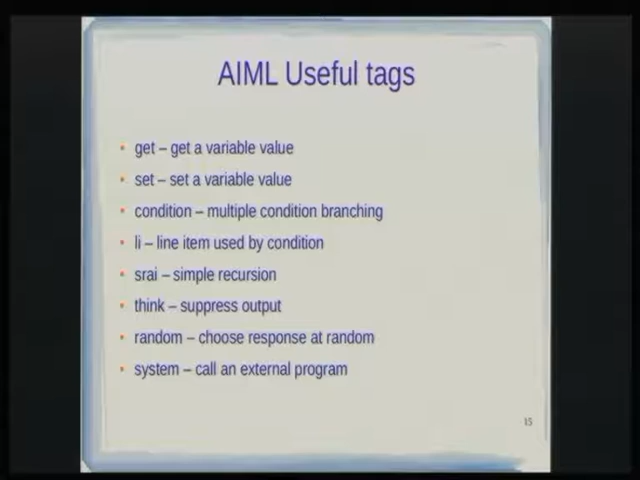 AIML Useful tags
• get – get a variable value
• set – set a variable value
• condition – multiple condition branching
• li – line item used by condition
• srai – simple recursion
• think – suppress output
• random – choose response at random
• system – call an external program
15